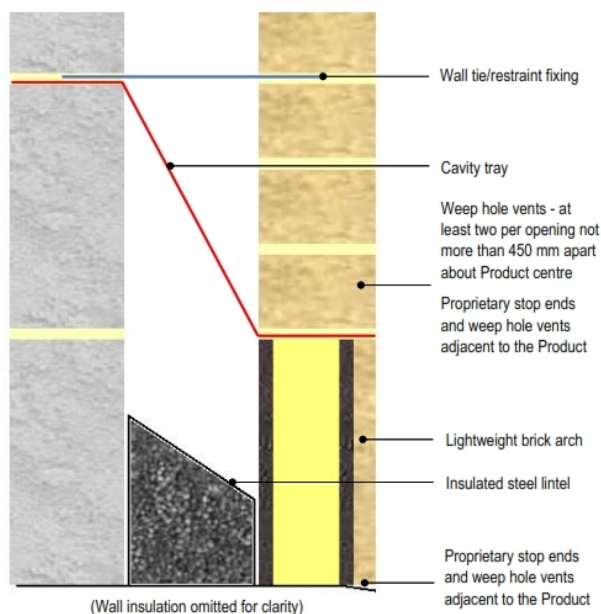 Wall tie/restraint fixing
Cavity tray
Weep hole vents - at
least two per opening not
more than 450 mm apart
about Product centre
Proprietary stop ends
and weep hole vents
adjacent to the Product
Lightweight brick arch
Insulated steel lintel
Proprietary stop ends
and weep hole vents
adjacent to the Product
(Wall insulation omitted for clarity)